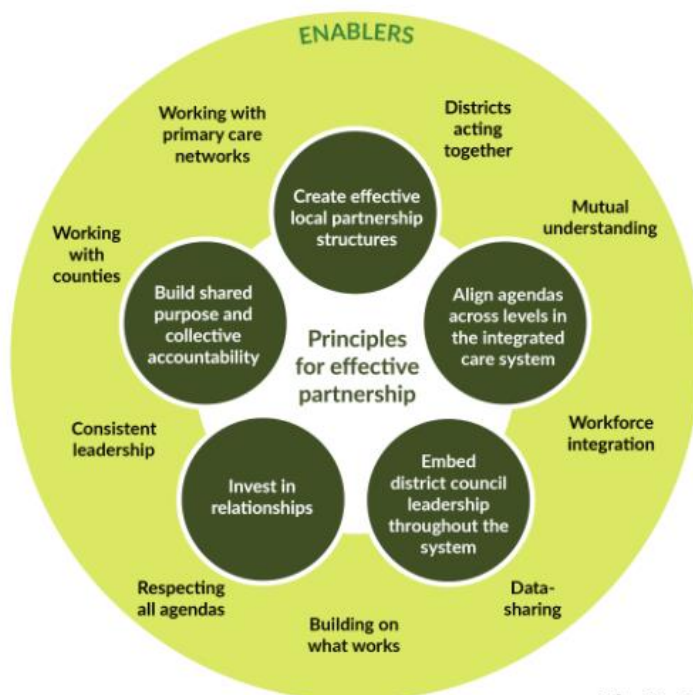 ENABLERS
Working with
primary care
networks
Districts
acting
together
Mutual
understanding
Workforce
integration
Data-
sharing
Building on
what works
Respecting
all agendas
Consistent
leadership
Working
with
counties
Create effective
local partnership
structures
Align agendas
across levels in
the integrated
care system
Embed
district council
leadership
throughout the
system
Invest in
relationships
Build shared
purpose and
collective
accountability
Principles
for effective
partnership